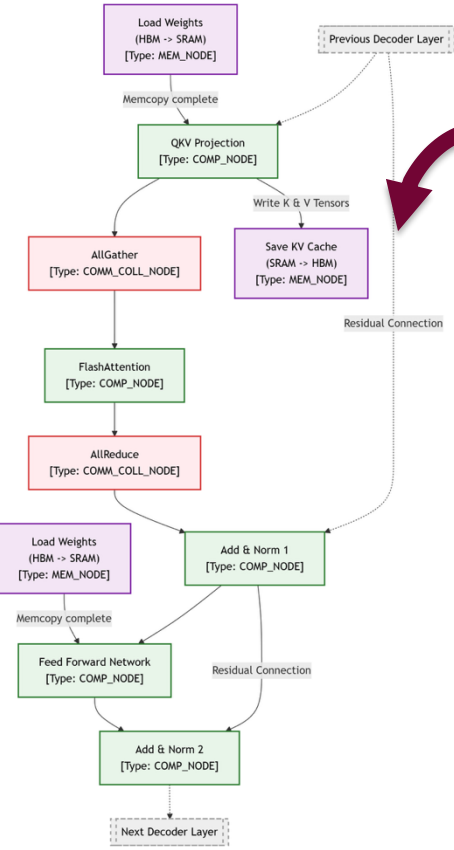 Load Weights
(HBM -> SRAM)
[Type: MEM_NODE]
Previous Decoder Layer
Memcopy complete
QKV Projection
[Type: COMP_NODE]
Write K & V Tensors
AllGather
[Type: COMM_COLL_NODE]
Save KV Cache
(SRAM -> HBM)
[Type: MEM_NODE]
Residual Connection
FlashAttention
[Type: COMP_NODE]
AllReduce
[Type: COMM_COLL_NODE]
Load Weights
(HBM -> SRAM)
[Type: MEM_NODE]
Add & Norm 1
[Type: COMP_NODE]
Memcopy complete
Feed Forward Network
[Type: COMP_NODE]
Residual Connection
Add & Norm 2
[Type: COMP_NODE]
Next Decoder Layer